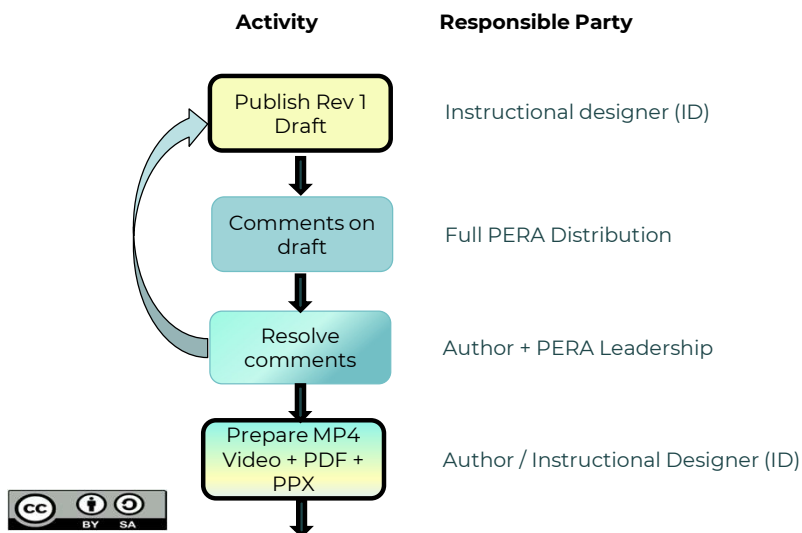 Activity
Responsible Party
Publish Rev 1
Draft
Instructional designer (ID)
Comments on
draft
Full PERA Distribution
Resolve
comments
Author + PERA Leadership
Prepare MP4
Video + PDF +
PPX
Author / Instructional Designer (ID)
cc
BY SA